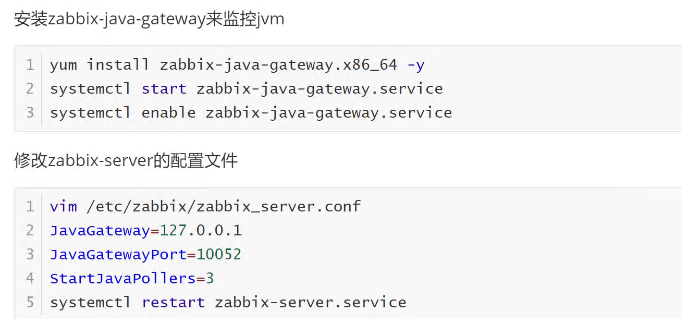 安装zabbix-java-gateway来监控jvm
1 yum install zabbix-java-gateway.x86_64 -y
2 systemctl start zabbix-java-gateway.service
3 systemctl enable zabbix-java-gateway.service
修改zabbix-server的配置文件
1 vim /etc/zabbix/zabbix_server.conf
2 JavaGateway=127.0.0.1
3 JavaGatewayPort=10052
4 StartJavaPollers=3
5 systemctl restart zabbix-server.service